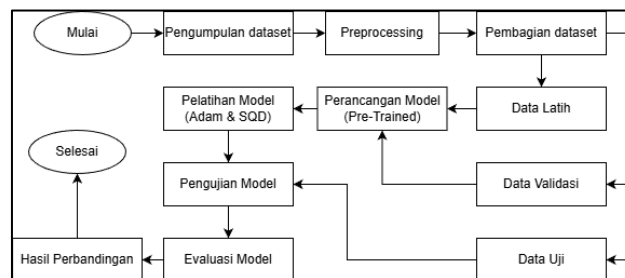 Mulai
Pengumpulan dataset
Preprocessing
Pembagian dataset
Pelatihan Model
(Adam & SQD)
Perancangan Model
(Pre-Trained)
Data Latih
Selesai
Pengujian Model
Data Validasi
Hasil Perbandingan
Evaluasi Model
Data Uji